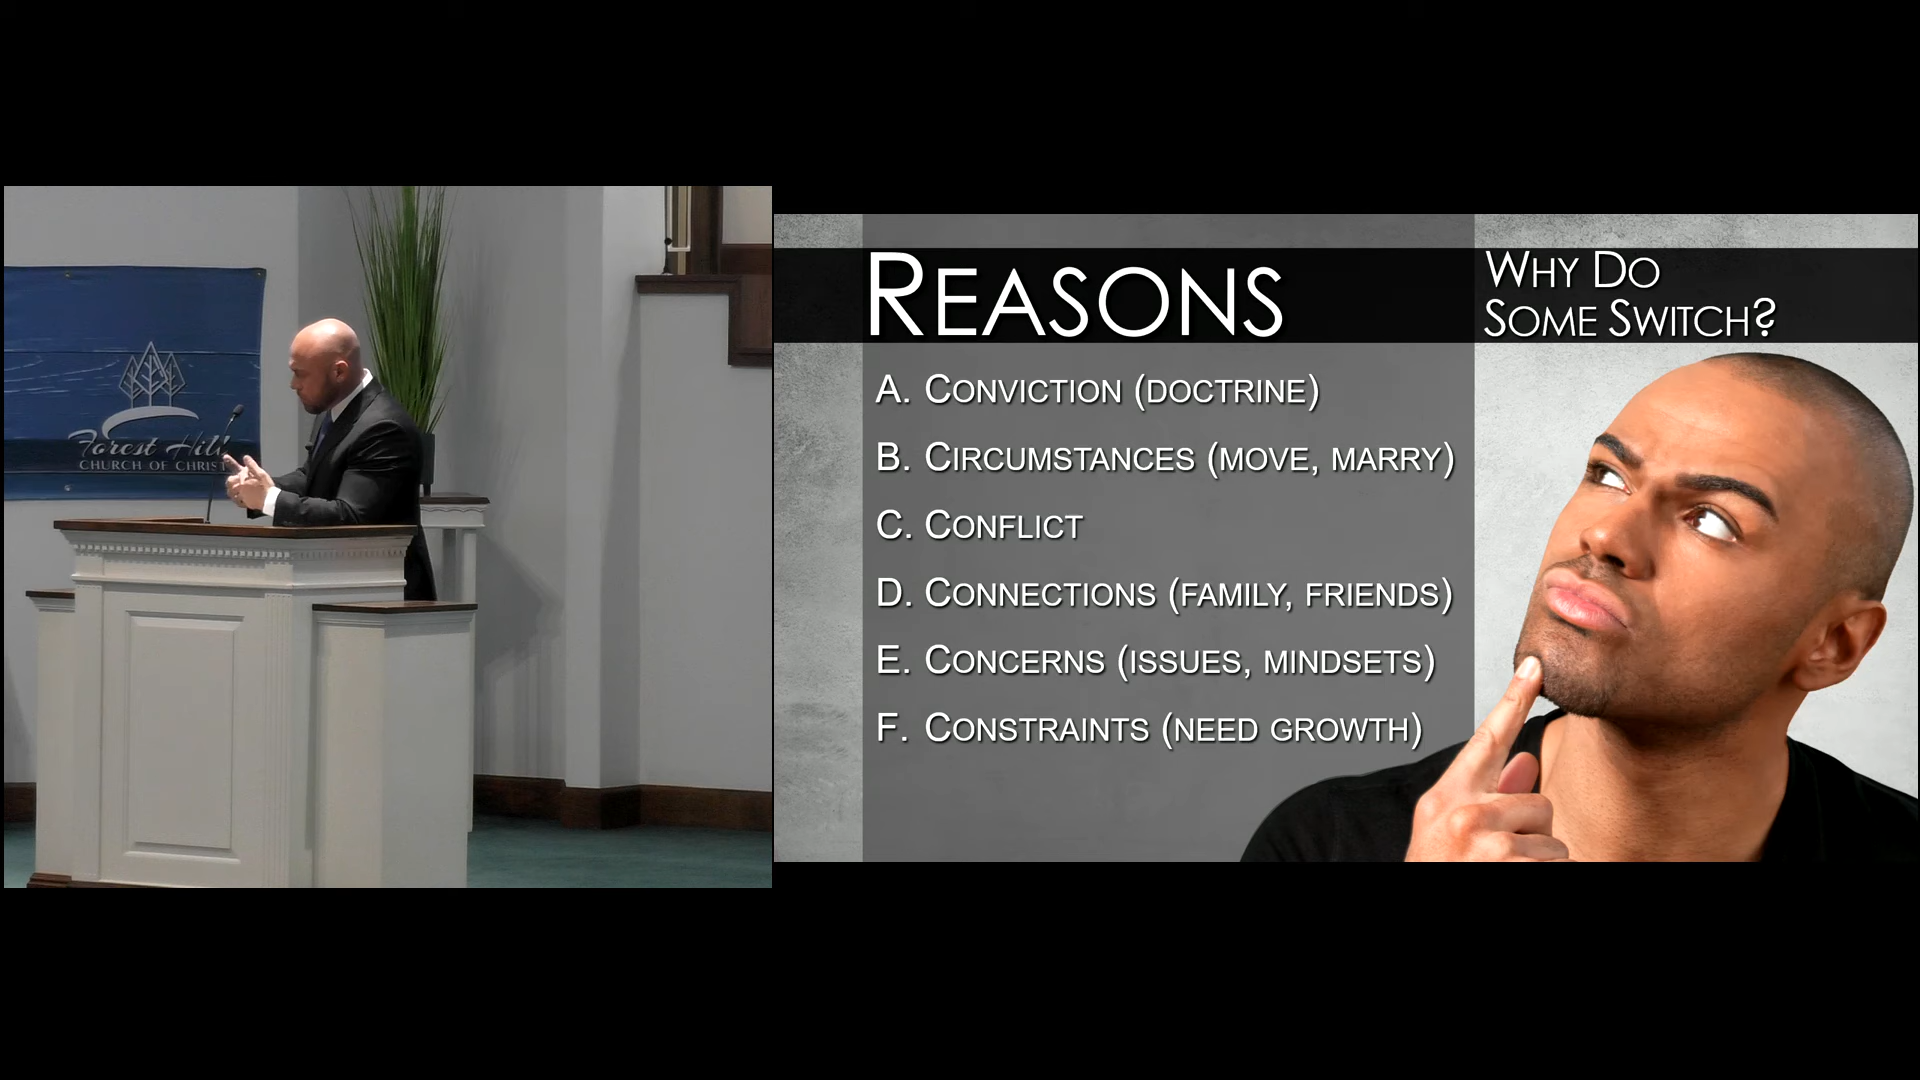 Forest Hill
CHURCH OF CHRIST
REASONS
WHY DO
SOME SWITCH?
A. CONVICTION (DOCTRINE)
B. CIRCUMSTANCES (MOVE, MARRY)
C. CONFLICT
D. CONNECTIONS (FAMILY, FRIENDS)
E. CONCERNS (ISSUES, MINDSETS)
F. CONSTRAINTS (NEED GROWTH)